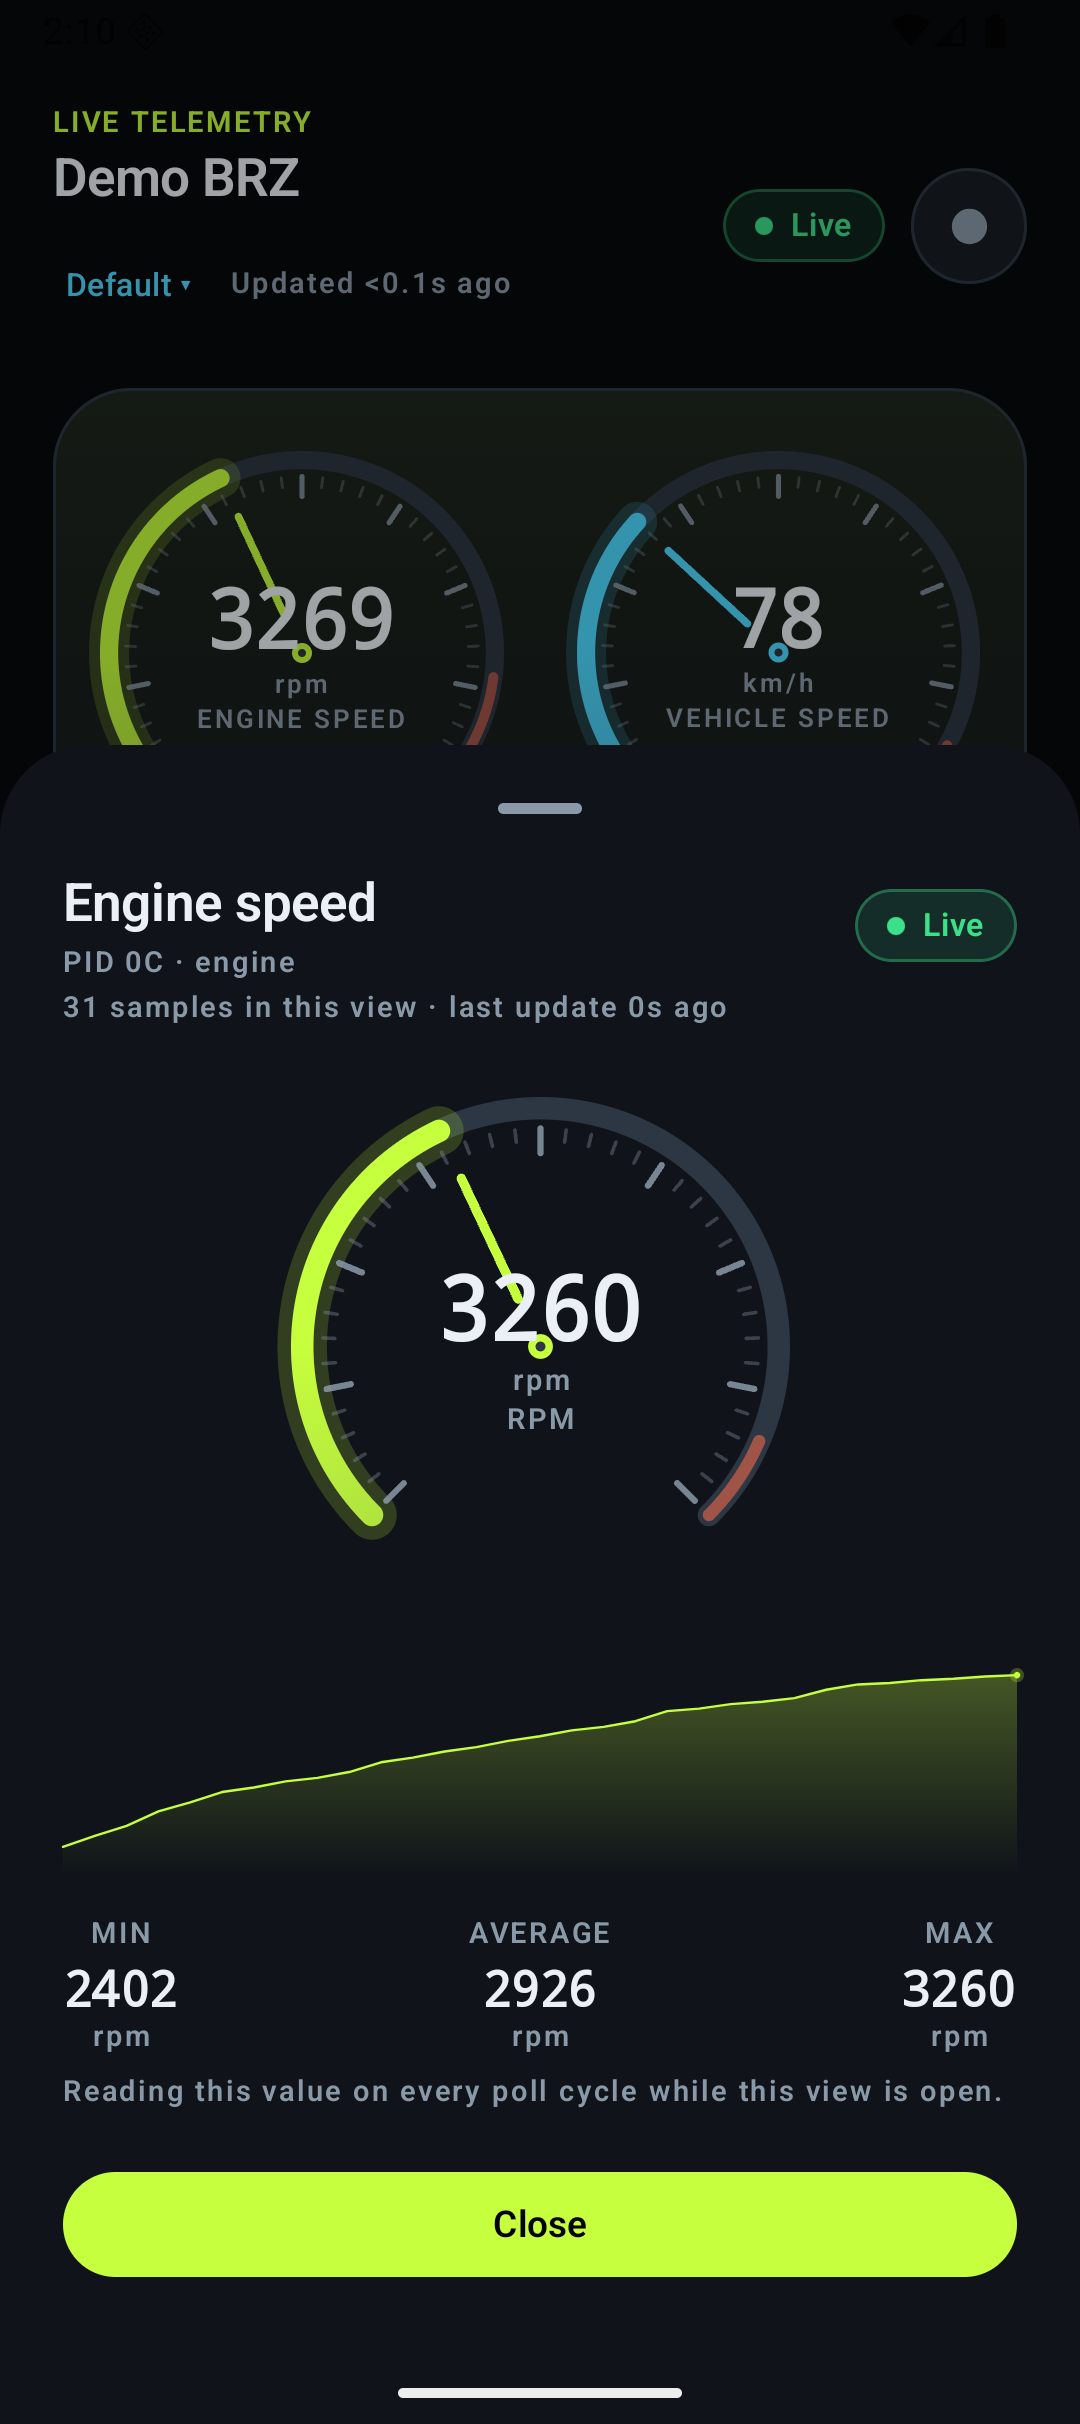 2:10
LIVE TELEMETRY
Demo BRZ
Live
Default ▾ Updated <0.1s ago
3269
rpm
ENGINE SPEED
78
km/h
VEHICLE SPEED
Engine speed
Live
PID 0C · engine
31 samples in this view · last update 0s ago
3260
rpm
RPM
MIN AVERAGE MAX
2402 2926 3260
rpm rpm rpm
Reading this value on every poll cycle while this view is open.
Close